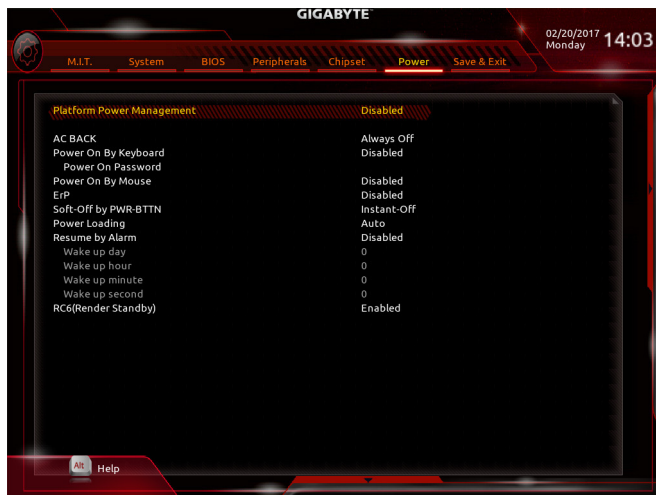 GIGABYTE™
02/20/2017 Monday 14:03
M.I.T. System BIOS Peripherals Chipset Power Save & Exit
Platform Power Management Disabled
AC BACK Always Off
Power On By Keyboard Disabled
Power On Password
Power On By Mouse Disabled
ErP Disabled
Soft-Off by PWR-BTTN Instant-Off
Power Loading Auto
Resume by Alarm Disabled
Wake up day 0
Wake up hour 0
Wake up minute 0
Wake up second 0
RC6(Render Standby) Enabled
Alt Help